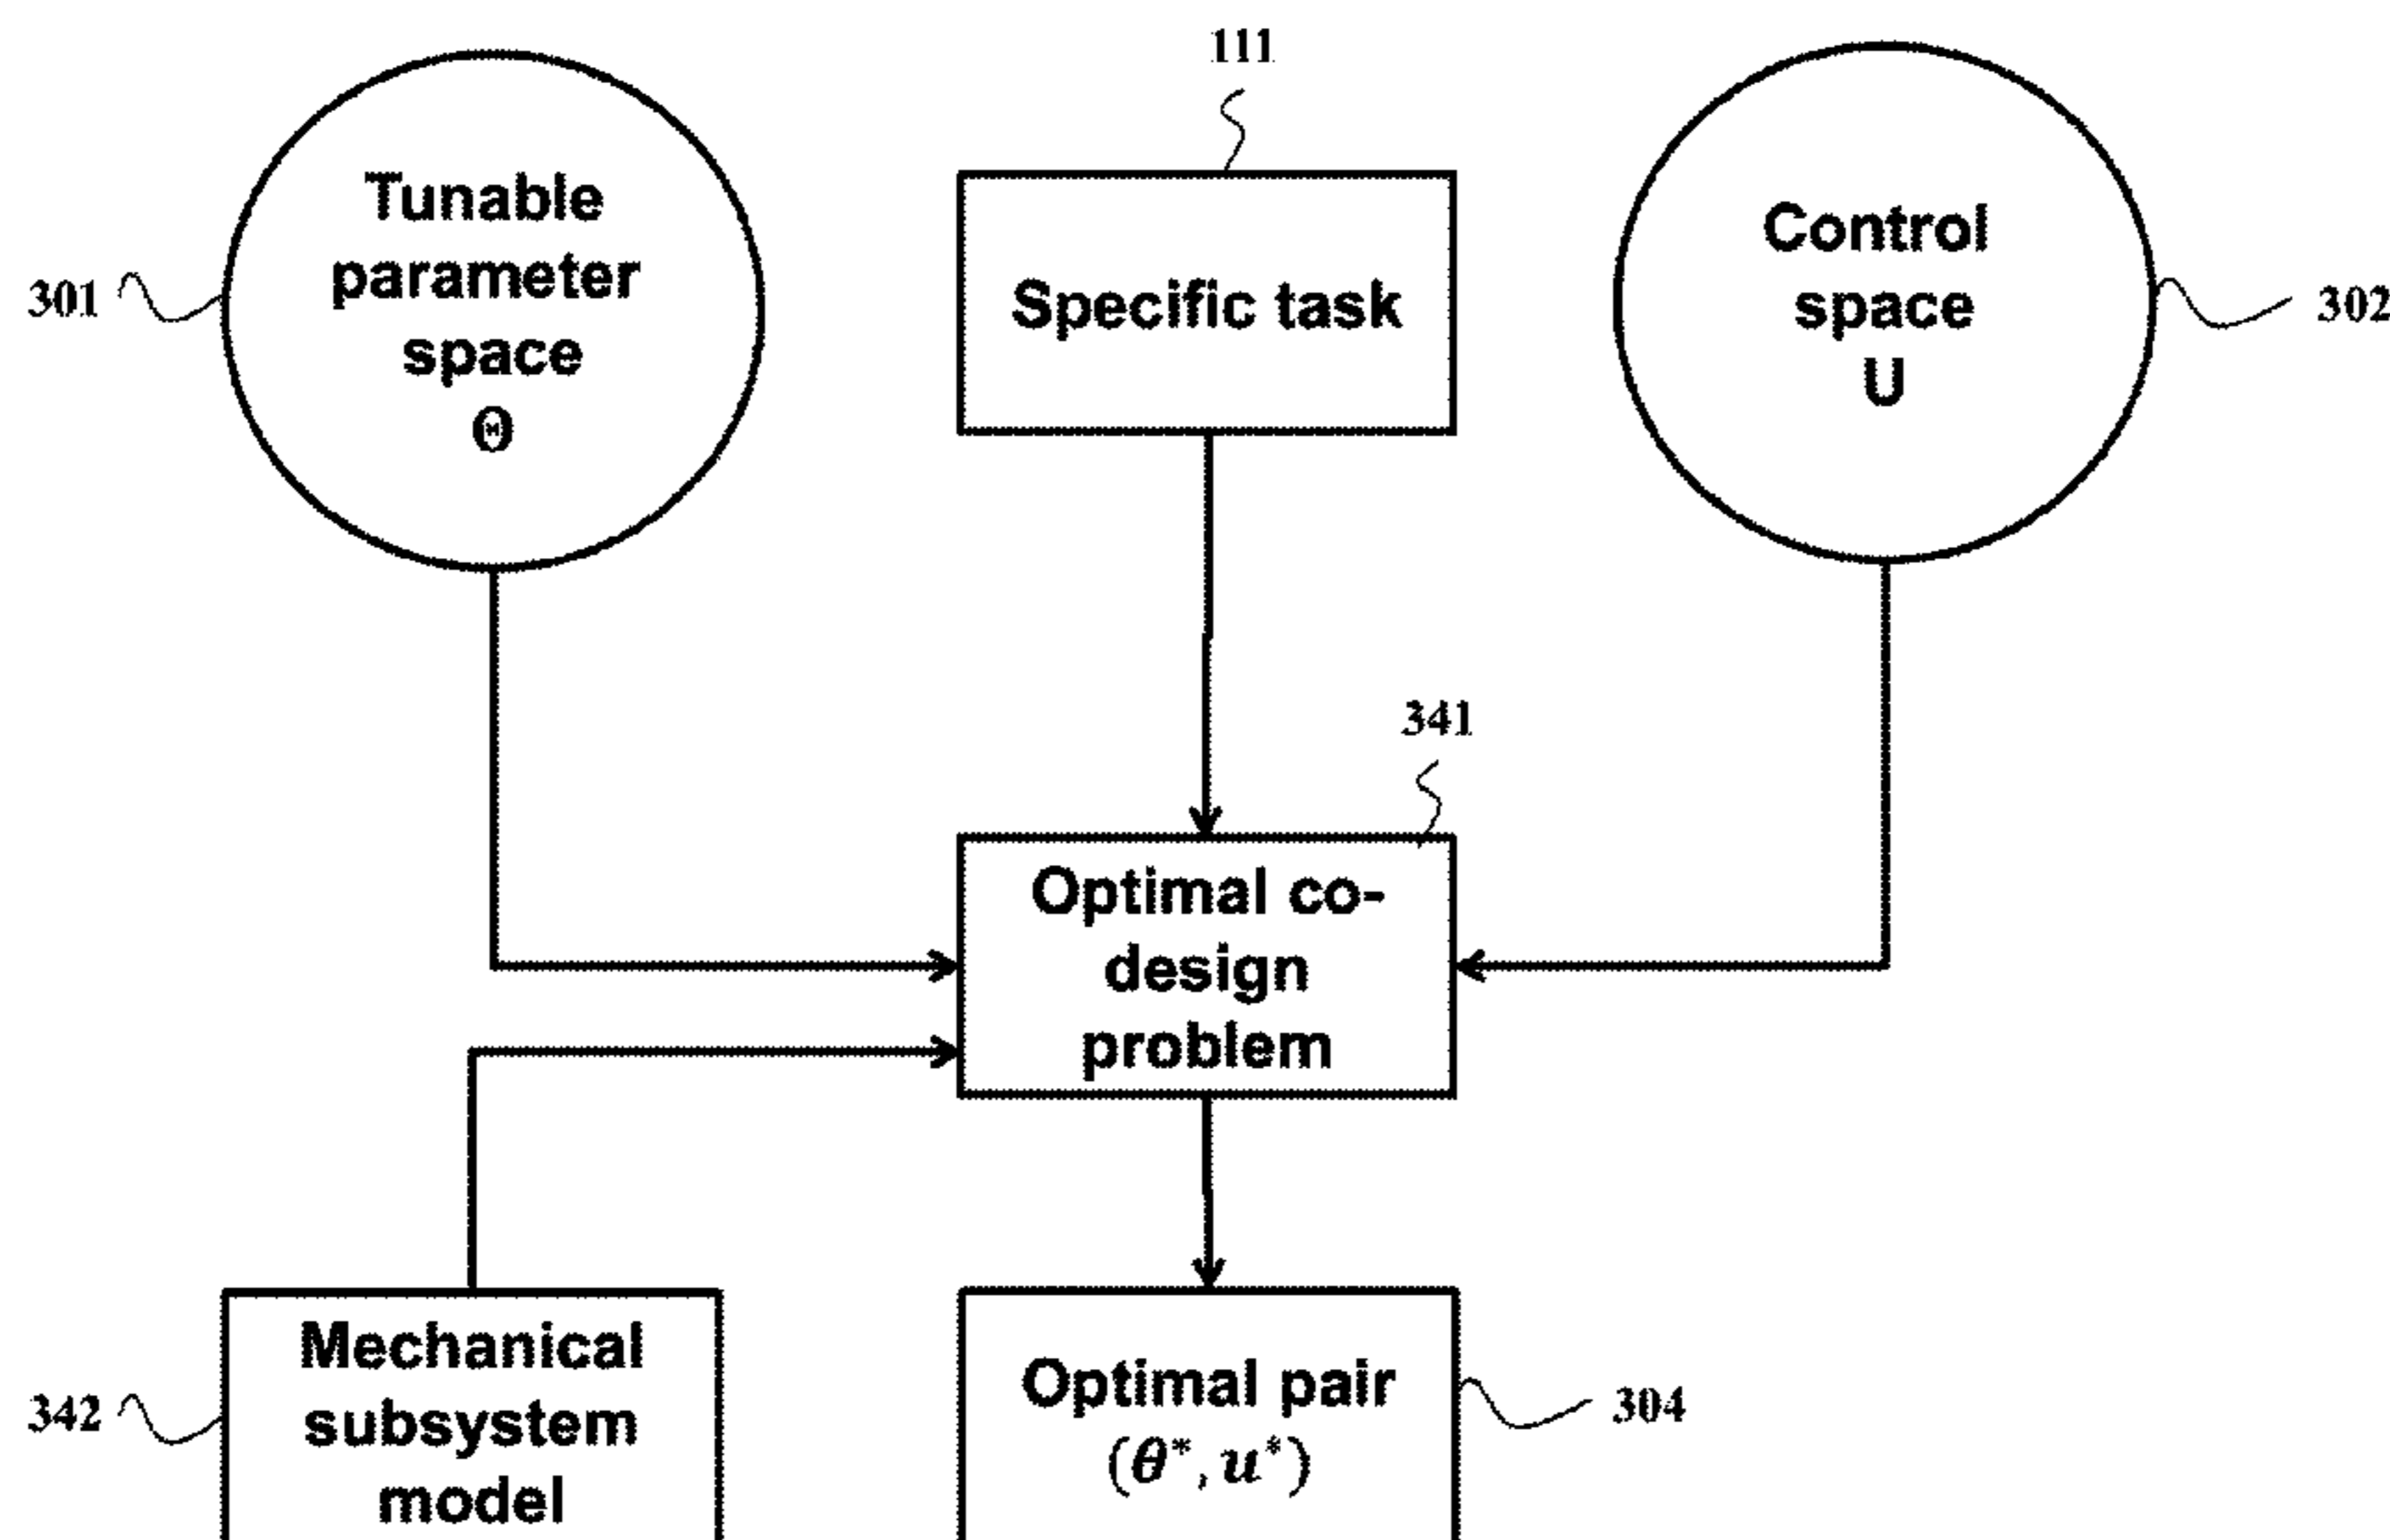 111
Tunable
parameter
space
Θ
301
Specific task
Control
space
U
302
341
Optimal co-
design
problem
Mechanical
subsystem
model
342
Optimal pair
(θ*, u*)
304